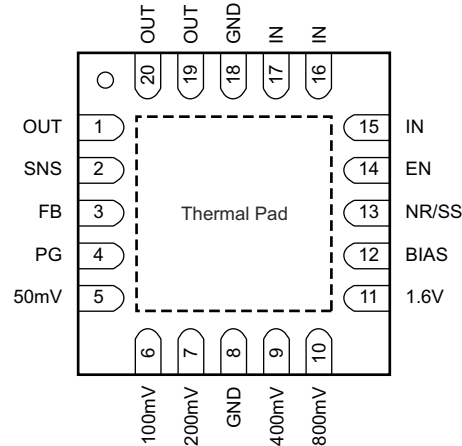 OUT
OUT
GND
IN
IN
20
19
18
17
16
OUT 1
15 IN
SNS 2
14 EN
FB 3
Thermal Pad
13 NR/SS
PG 4
12 BIAS
50mV 5
11 1.6V
6
7
8
9
10
100mV
200mV
GND
400mV
800mV